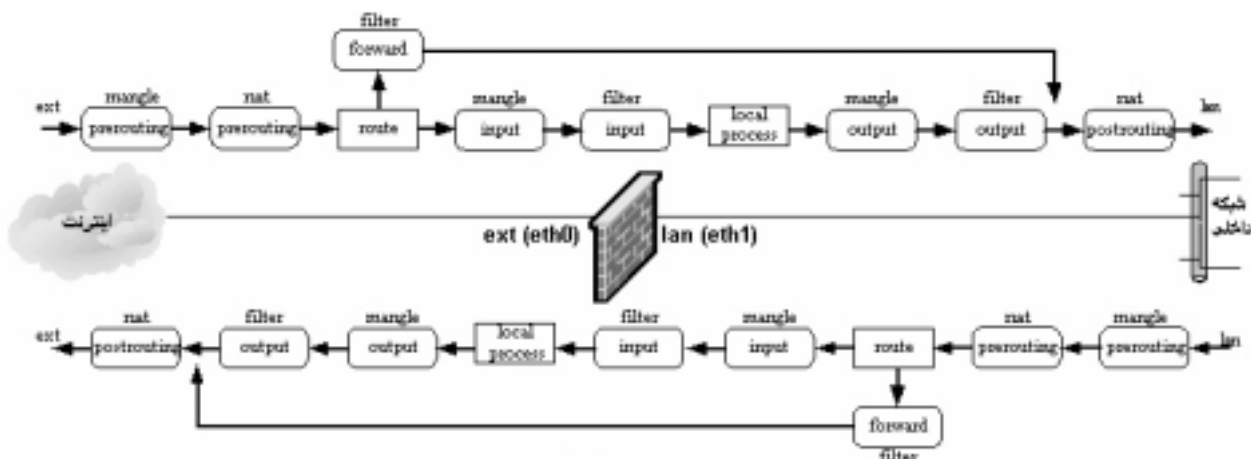 filter
forward
ext
mangle
prerouting
nat
prerouting
route
mangle
input
filter
input
local
process
mangle
output
filter
output
nat
postrouting
lan
اینترنت
ext (eth0)
lan (eth1)
شبکه
داخلی
ext
nat
postrouting
filter
output
mangle
output
local
process
filter
input
mangle
input
route
nat
prerouting
mangle
prerouting
lan
forward
filter